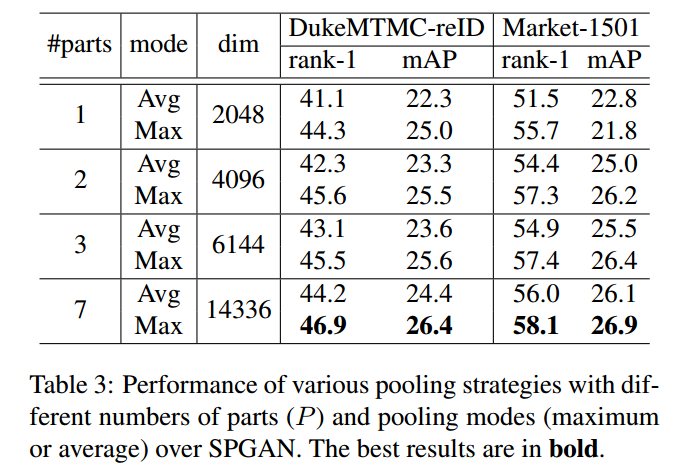 #parts mode dim DukeMTMC-reID Market-1501
rank-1 mAP rank-1 mAP
1 Avg 2048 41.1 22.3 51.5 22.8
Max 44.3 25.0 55.7 21.8
2 Avg 4096 42.3 23.3 54.4 25.0
Max 45.6 25.5 57.3 26.2
3 Avg 6144 43.1 23.6 54.9 25.5
Max 45.5 25.6 57.4 26.4
7 Avg 14336 44.2 24.4 56.0 26.1
Max 46.9 26.4 58.1 26.9
Table 3: Performance of various pooling strategies with dif-
ferent numbers of parts (P) and pooling modes (maximum
or average) over SPGAN. The best results are in bold.